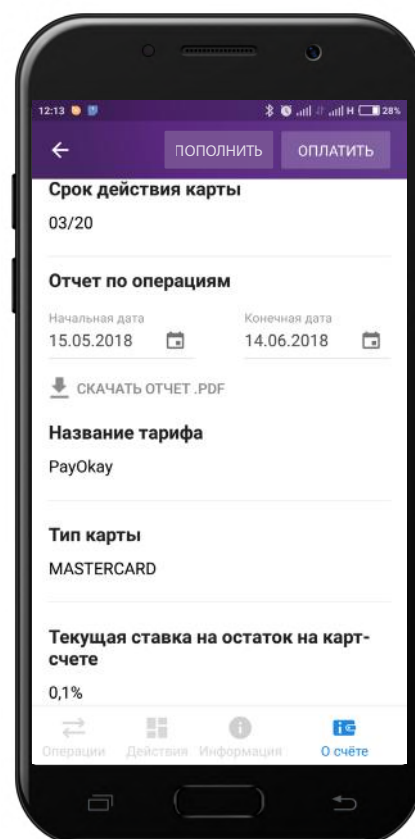 12:13 H 28%
ПОПОЛНИТЬ ОПЛАТИТЬ
Срок действия карты
03/20
Отчет по операциям
Начальная дата Конечная дата
15.05.2018 14.06.2018
СКАЧАТЬ ОТЧЕТ .PDF
Название тарифа
PayOkay
Тип карты
MASTERCARD
Текущая ставка на остаток на карт-
счете
0,1%
Операции Действия Информация О счёте